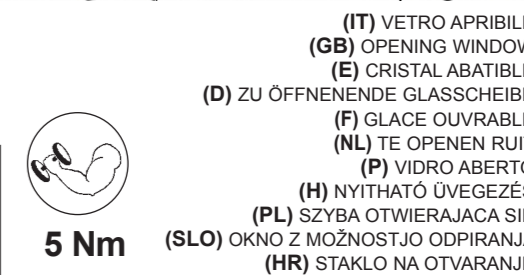 (IT) VETRO APRIBIL
(GB) OPENING WINDOW
(E) CRISTAL ABATIBL
(D) ZU ÖFFNENENDE GLASSCHEIB
(F) GLACE OUVRABL
(NL) TE OPENEN RUI
(P) VIDRO ABERTO
(H) NYITHATÓ ÜVEGEZÉS
(PL) SZYBA OTWIERAJACA SI
(SLO) OKNO Z MOŽNOSTJO ODPIRANJ
(HR) STAKLO NA OTVARANJ
5 Nm